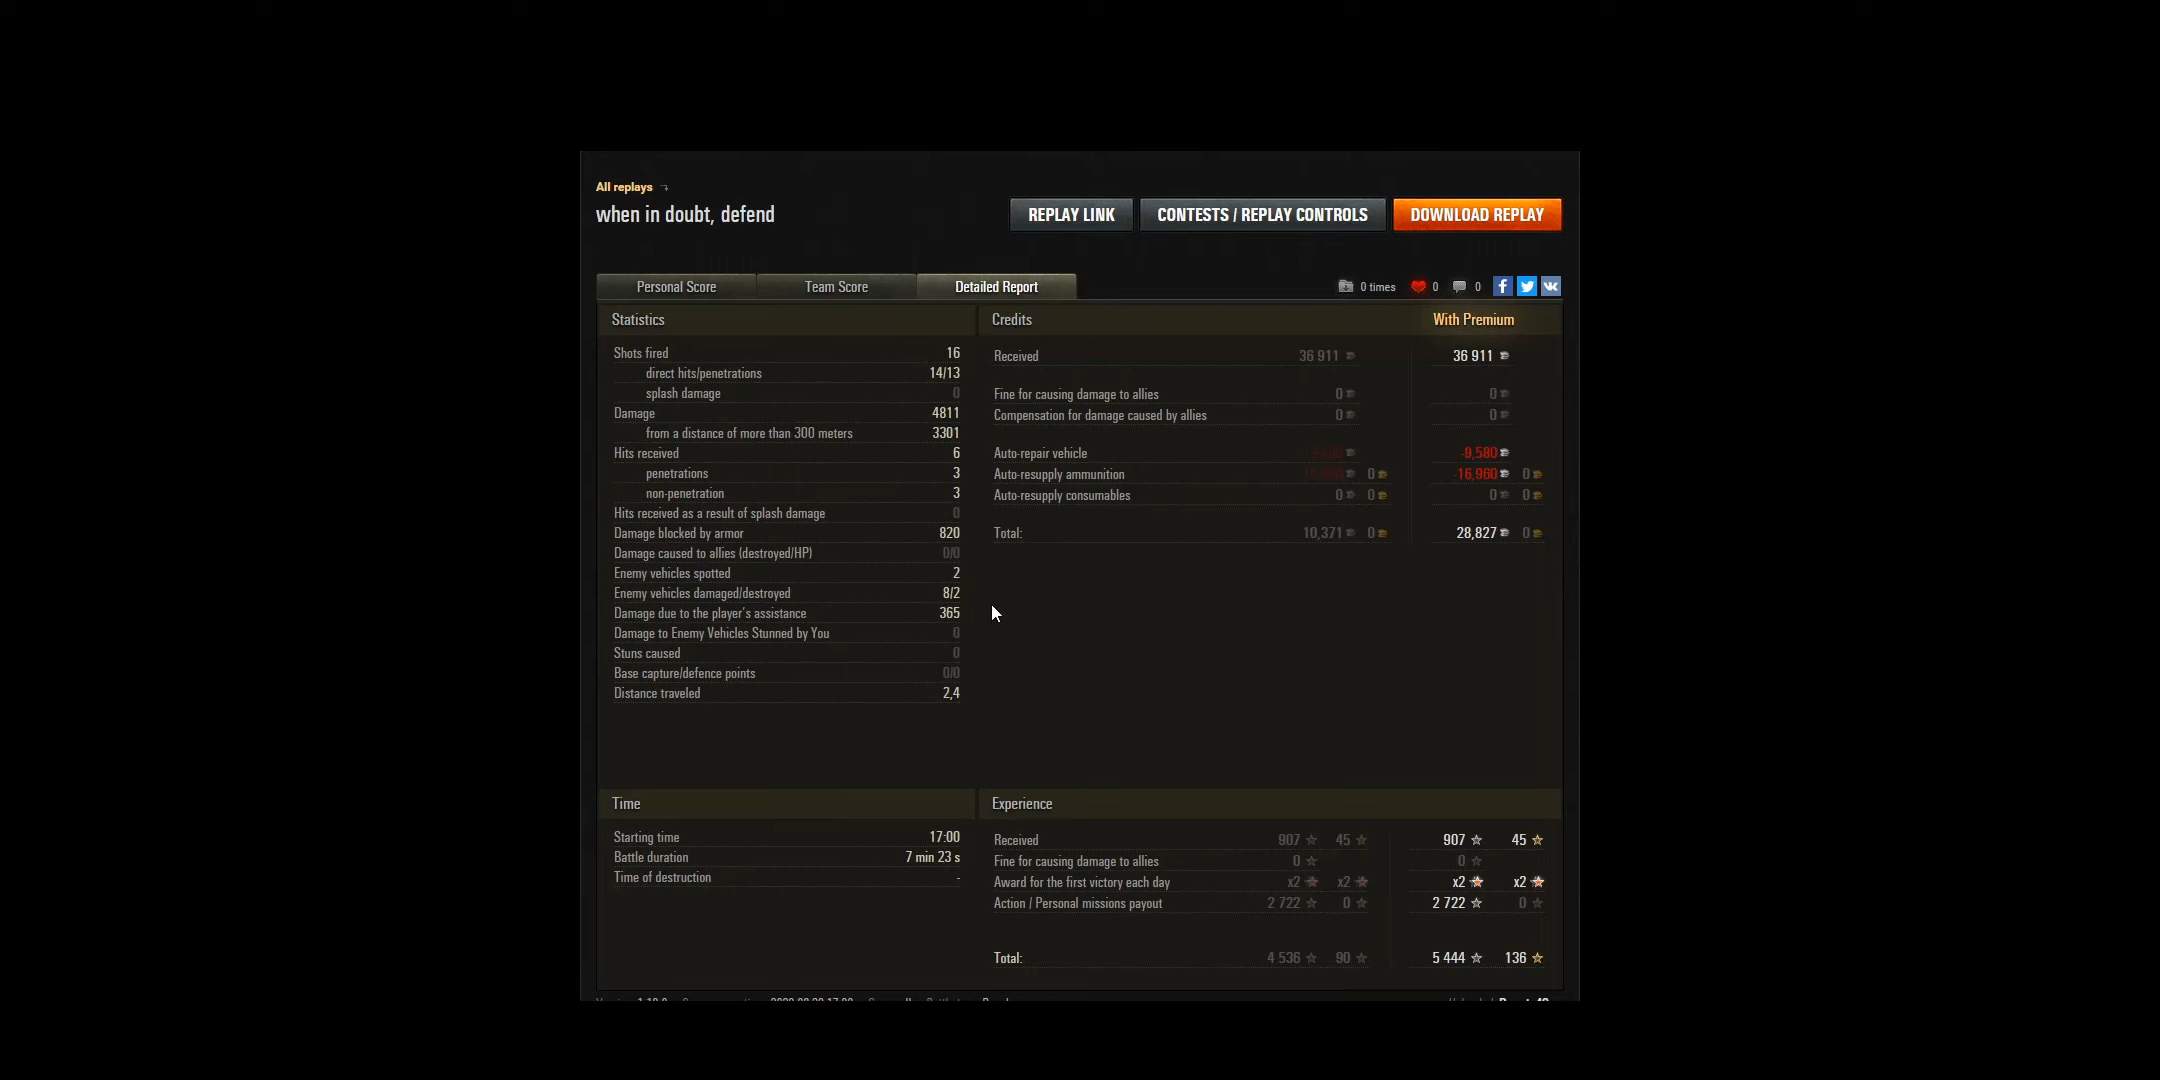 All replays
when in doubt, defend
REPLAY LINK
CONTESTS / REPLAY CONTROLS
DOWNLOAD REPLAY
Personal Score
Team Score
Detailed Report
0 times
0
0
Statistics
Shots fired 16
direct hits/penetrations 14/13
splash damage 0
Damage 4811
from a distance of more than 300 meters 3301
Hits received 6
penetrations 3
non-penetration 3
Hits received as a result of splash damage 0
Damage blocked by armor 820
Damage caused to allies (destroyed/HP) 0/0
Enemy vehicles spotted 2
Enemy vehicles damaged/destroyed 8/2
Damage due to the player's assistance 365
Damage to Enemy Vehicles Stunned by You 0
Stuns caused 0
Base capture/defence points 0/0
Distance traveled 2,4
Credits With Premium
Received 36 911 36 911
Fine for causing damage to allies 0 0
Compensation for damage caused by allies 0 0
Auto-repair vehicle -9,580
Auto-resupply ammunition 0 -16,960 0
Auto-resupply consumables 0 0 0 0
Total: 10,371 0 28,827 0
Time
Starting time 17:00
Battle duration 7 min 23 s
Time of destruction -
Experience
Received 907 45 907 45
Fine for causing damage to allies 0 0
Award for the first victory each day x2 x2 x2 x2
Action / Personal missions payout 2 722 0 2 722 0
Total: 4 536 90 5 444 136